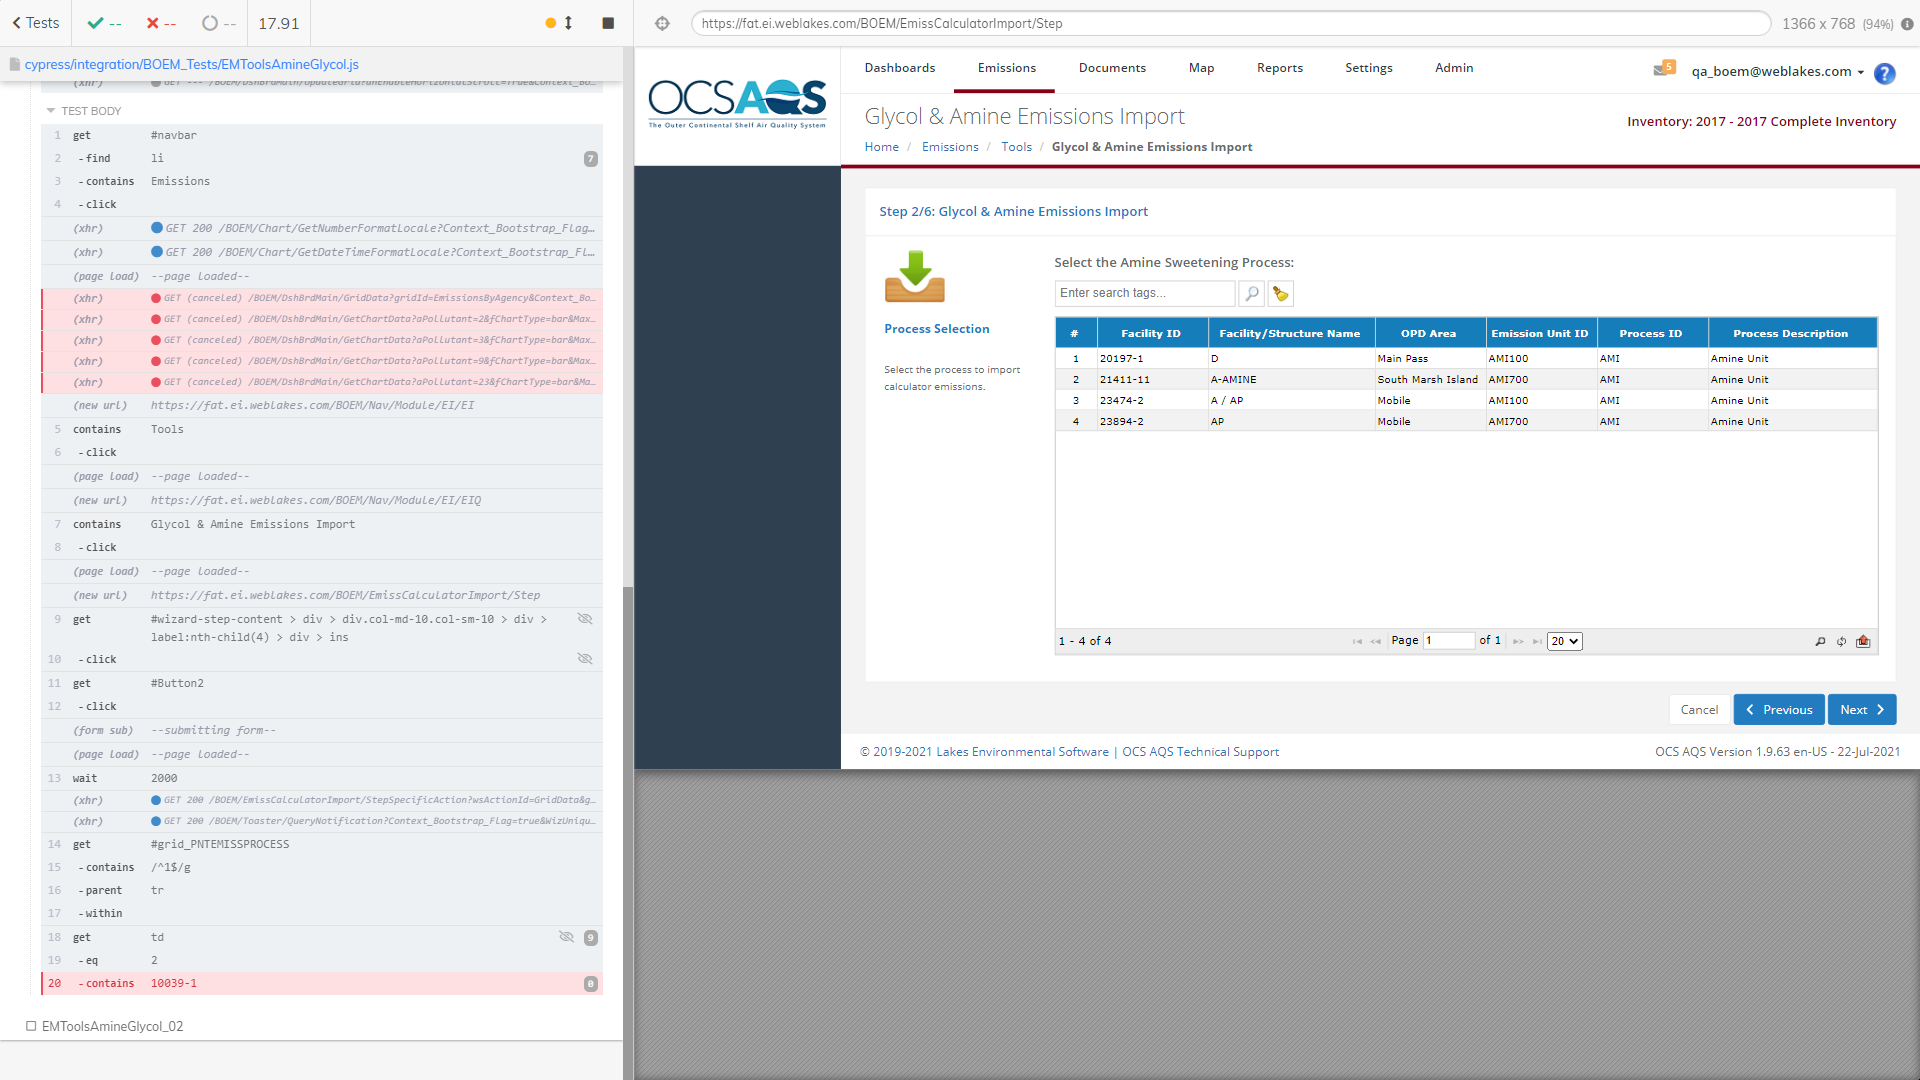 Tests
--
--
--
17.91
https://fat.ei.weblakes.com/BOEM/EmissCalculatorImport/Step
1366 x 768 (94%)
cypress/integration/BOEM_Tests/EMToolsAmineGlycol.js
TEST BODY
1 get #navbar
2 -find li 7
3 -contains Emissions
4 -click
(xhr) GET 200 /BOEM/Chart/GetNumberFormatLocale?Context_Bootstrap_Flag…
(xhr) GET 200 /BOEM/Chart/GetDateTimeFormatLocale?Context_Bootstrap_Fl…
(page load) --page loaded--
(xhr) GET (canceled) /BOEM/DshBrdMain/GridData?gridId=EmissionsByAgency&Context_Bo…
(xhr) GET (canceled) /BOEM/DshBrdMain/GetChartData?aPollutant=2&fChartType=bar&Max…
(xhr) GET (canceled) /BOEM/DshBrdMain/GetChartData?aPollutant=3&fChartType=bar&Max…
(xhr) GET (canceled) /BOEM/DshBrdMain/GetChartData?aPollutant=9&fChartType=bar&Max…
(xhr) GET (canceled) /BOEM/DshBrdMain/GetChartData?aPollutant=23&fChartType=bar&Ma…
(new url) https://fat.ei.weblakes.com/BOEM/Nav/Module/EI/EI
5 contains Tools
6 -click
(page load) --page loaded--
(new url) https://fat.ei.weblakes.com/BOEM/Nav/Module/EI/EIQ
7 contains Glycol & Amine Emissions Import
8 -click
(page load) --page loaded--
(new url) https://fat.ei.weblakes.com/BOEM/EmissCalculatorImport/Step
9 get #wizard-step-content > div > div.col-md-10.col-sm-10 > div >
label:nth-child(4) > div > ins
10 -click
11 get #Button2
12 -click
(form sub) --submitting form--
(page load) --page loaded--
13 wait 2000
(xhr) GET 200 /BOEM/EmissCalculatorImport/StepSpecificAction?wsActionId=GridData&g…
(xhr) GET 200 /BOEM/Toaster/QueryNotification?Context_Bootstrap_Flag=true&WizUniqu…
14 get #grid_PNTEMISSPROCESS
15 -contains /^1$/g
16 -parent tr
17 -within
18 get td 9
19 -eq 2
20 -contains 10039-1 0
EMToolsAmineGlycol_02
OCSAQS
The Outer Continental Shelf Air Quality System
Dashboards Emissions Documents Map Reports Settings Admin
5 qa_boem@weblakes.com ?
Glycol & Amine Emissions Import
Inventory: 2017 - 2017 Complete Inventory
Home / Emissions / Tools / Glycol & Amine Emissions Import
Step 2/6: Glycol & Amine Emissions Import
Process Selection
Select the process to import
calculator emissions.
Select the Amine Sweetening Process:
Enter search tags...
# Facility ID Facility/Structure Name OPD Area Emission Unit ID Process ID Process Description
1 20197-1 D Main Pass AMI100 AMI Amine Unit
2 21411-11 A-AMINE South Marsh Island AMI700 AMI Amine Unit
3 23474-2 A / AP Mobile AMI100 AMI Amine Unit
4 23894-2 AP Mobile AMI700 AMI Amine Unit
1 - 4 of 4 Page 1 of 1 20
Cancel Previous Next
© 2019-2021 Lakes Environmental Software | OCS AQS Technical Support
OCS AQS Version 1.9.63 en-US - 22-Jul-2021